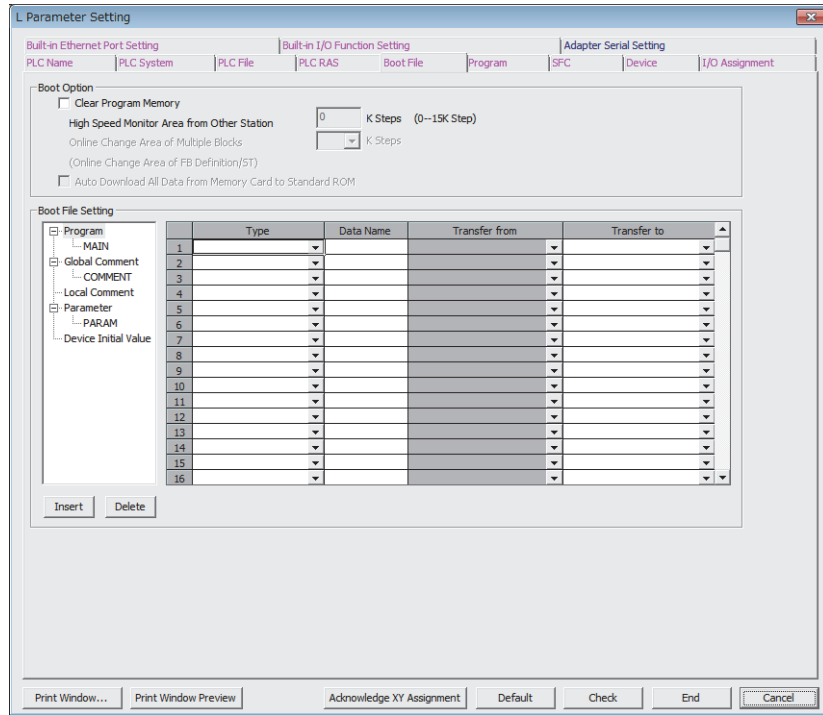 L Parameter Setting
Built-in Ethernet Port Setting Built-in I/O Function Setting Adapter Serial Setting
PLC Name PLC System PLC File PLC RAS Boot File Program SFC Device I/O Assignment
Boot Option
Clear Program Memory
High Speed Monitor Area from Other Station 0 K Steps (0--15K Step)
Online Change Area of Multiple Blocks K Steps
(Online Change Area of FB Definition/ST)
Auto Download All Data from Memory Card to Standard ROM
Boot File Setting
Program
MAIN
Global Comment
COMMENT
Local Comment
Parameter
PARAM
Device Initial Value
Type Data Name Transfer from Transfer to
1
2
3
4
5
6
7
8
9
10
11
12
13
14
15
16
Insert Delete
Print Window... Print Window Preview Acknowledge XY Assignment Default Check End Cancel